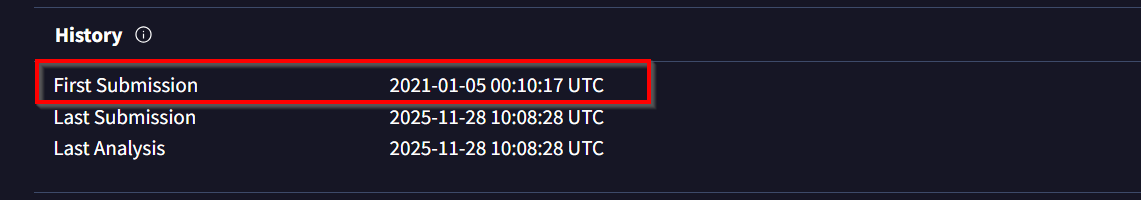 History
First Submission 2021-01-05 00:10:17 UTC
Last Submission 2025-11-28 10:08:28 UTC
Last Analysis 2025-11-28 10:08:28 UTC